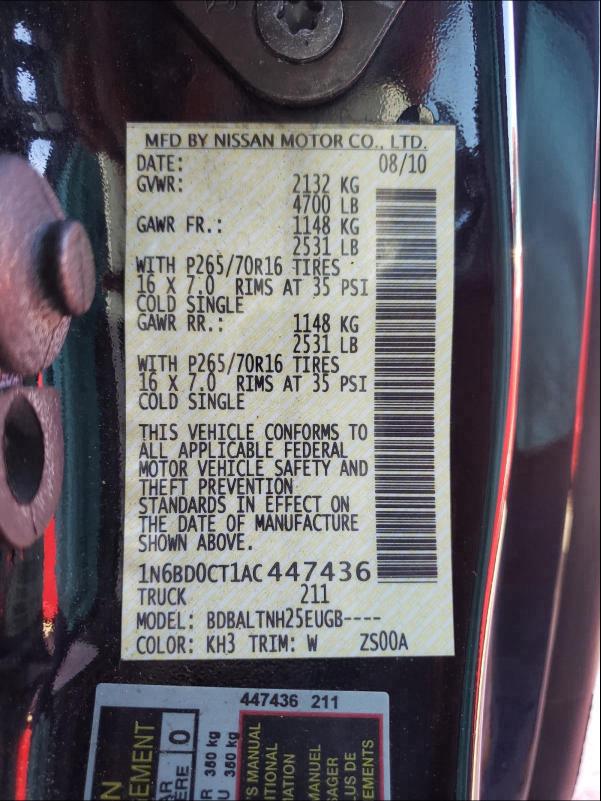 MFD BY NISSAN MOTOR CO., LTD.
DATE: 08/10
GVWR: 2132 KG
4700 LB
GAWR FR.: 1148 KG
2531 LB
WITH P265/70R16 TIRES
16 X 7.0 RIMS AT 35 PSI
COLD SINGLE
GAWR RR.: 1148 KG
2531 LB
WITH P265/70R16 TIRES
16 X 7.0 RIMS AT 35 PSI
COLD SINGLE
THIS VEHICLE CONFORMS TO
ALL APPLICABLE FEDERAL
MOTOR VEHICLE SAFETY AND
THEFT PREVENTION
STANDARDS IN EFFECT ON
THE DATE OF MANUFACTURE
SHOWN ABOVE.
1N6BD0CT1AC447436
TRUCK 211
MODEL: BDBALTNH25EUGB----
COLOR: KH3 TRIM: W ZS00A
447436 211
0
'S MANUAL
MANUEL
PLUS DE